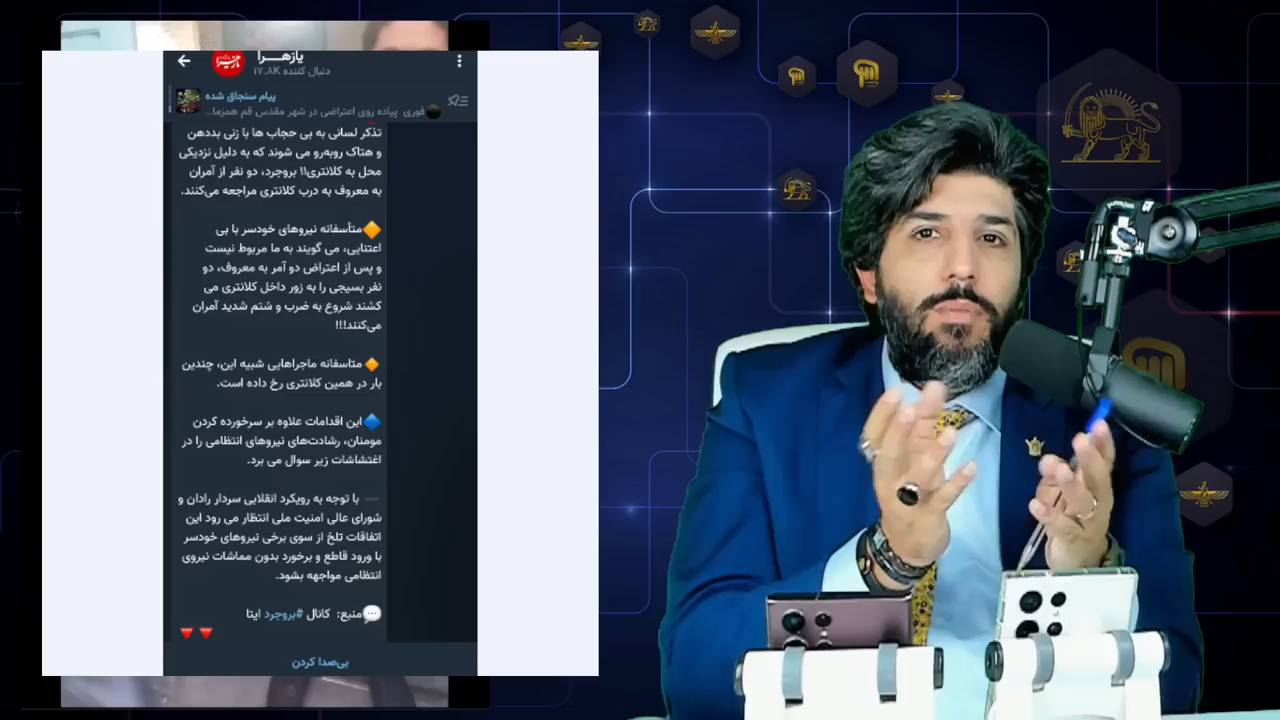 یازهــــرا
۱۷.۸K دنبال کننده
پیام سنجاق شده
فوری پیاده روی اعتراضی در شهر مقدس قم همزما...
تذکر لسانی به بی حجاب ها با زنی بددهن
و هتاک روبه‌رو می شوند که به دلیل نزدیکی
محل به کلانتری۱۱ بروجرد، دو نفر از آمران
به معروف به درب کلانتری مراجعه می‌کنند.
🔶متأسفانه نیروهای خودسر با بی
اعتنایی، می گویند به ما مربوط نیست
و پس از اعتراض دو آمر به معروف، دو
نفر بسیجی را به زور داخل کلانتری می
کشند شروع به ضرب و شتم شدید آمران
می‌کنند!!!
🔸متاسفانه ماجراهایی شبیه این، چندین
بار در همین کلانتری رخ داده است.
🔷این اقدامات علاوه بر سرخورده کردن
مومنان، رشادت‌های نیروهای انتظامی را در
اغتشاشات زیر سوال می برد.
➖ با توجه به رویکرد انقلابی سردار رادان و
شورای عالی امنیت ملی انتظار می رود این
اتفاقات تلخ از سوی برخی نیروهای خودسر
با ورود قاطع و برخورد بدون مماشات نیروی
انتظامی مواجهه بشود.
💬منبع: کانال #بروجرد ایتا
🔻🔻
بی‌صدا کردن